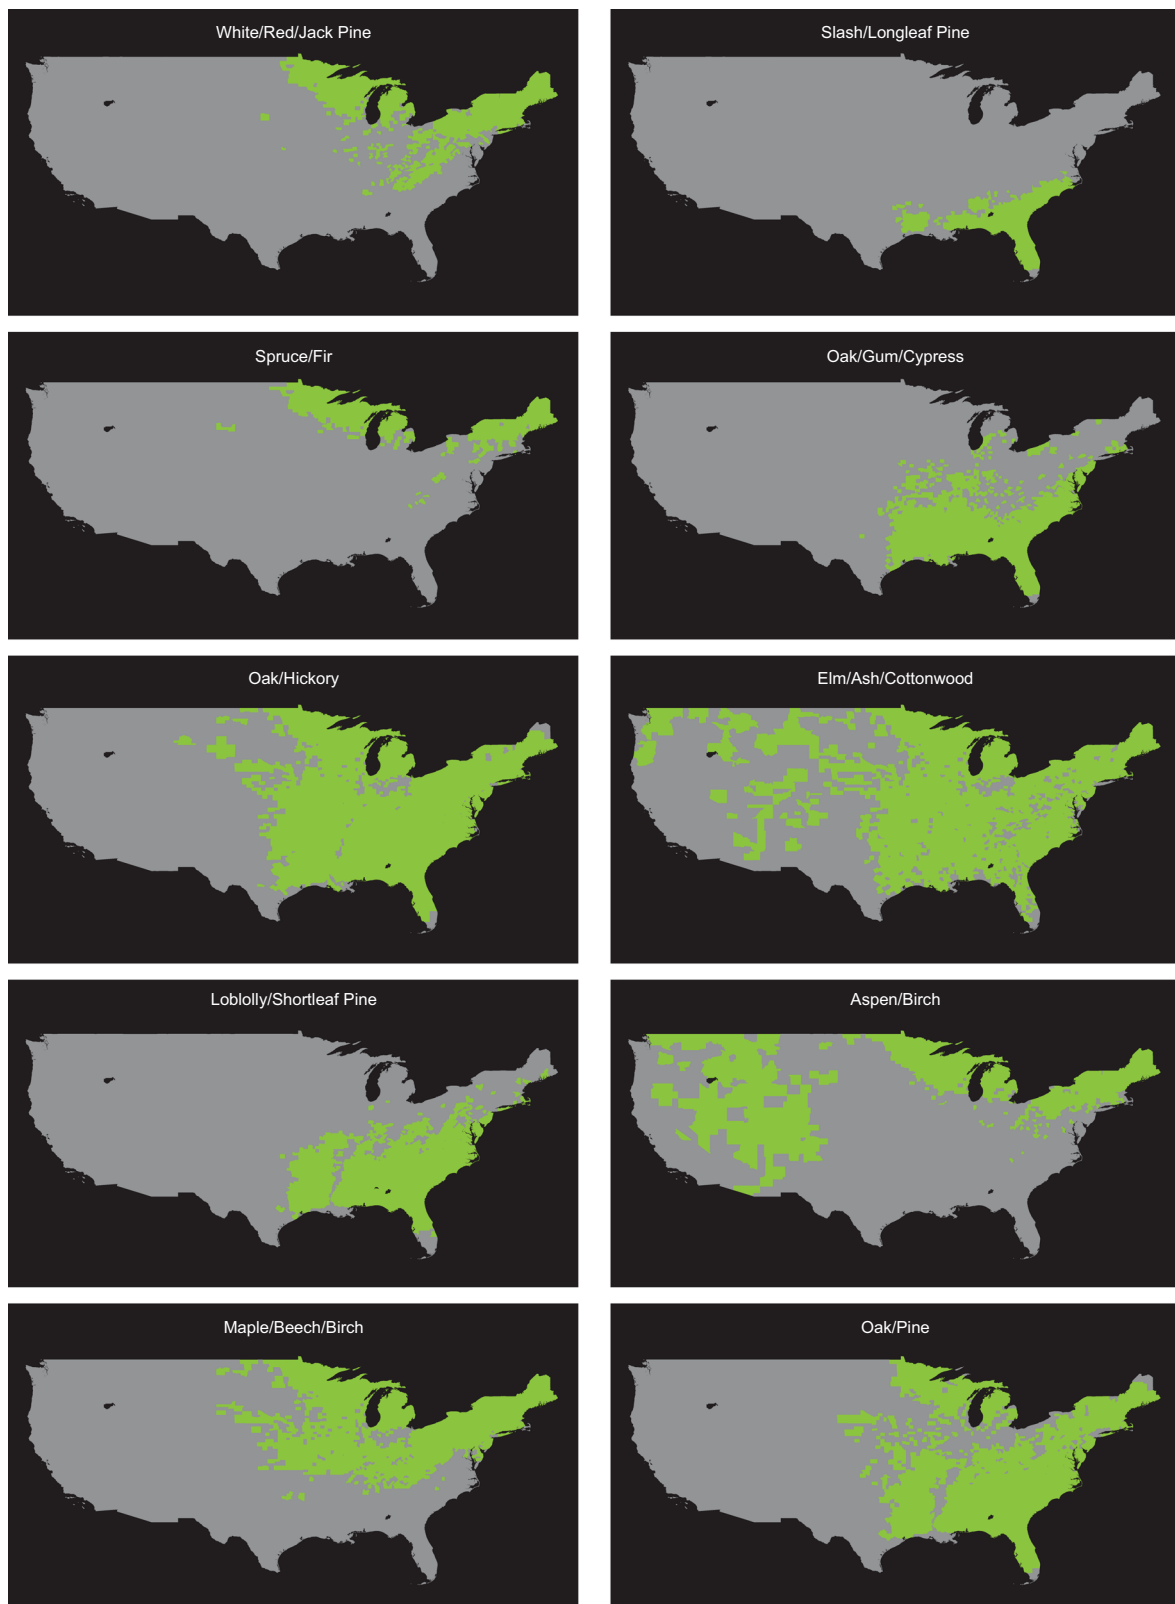 White/Red/Jack Pine
Slash/Longleaf Pine
Spruce/Fir
Oak/Gum/Cypress
Oak/Hickory
Elm/Ash/Cottonwood
Loblolly/Shortleaf Pine
Aspen/Birch
Maple/Beech/Birch
Oak/Pine